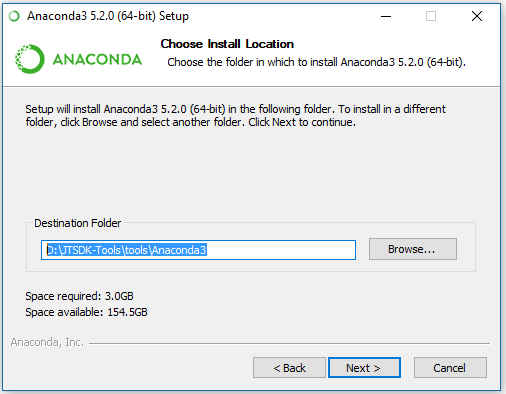 Anaconda3 5.2.0 (64-bit) Setup
ANACONDA
Choose Install Location
Choose the folder in which to install Anaconda3 5.2.0 (64-bit).
Setup will install Anaconda3 5.2.0 (64-bit) in the following folder. To install in a different
folder, click Browse and select another folder. Click Next to continue.
Destination Folder
D:\JTSDK-Tools\tools\Anaconda3
Browse...
Space required: 3.0GB
Space available: 154.5GB
Anaconda, Inc.
< Back
Next >
Cancel